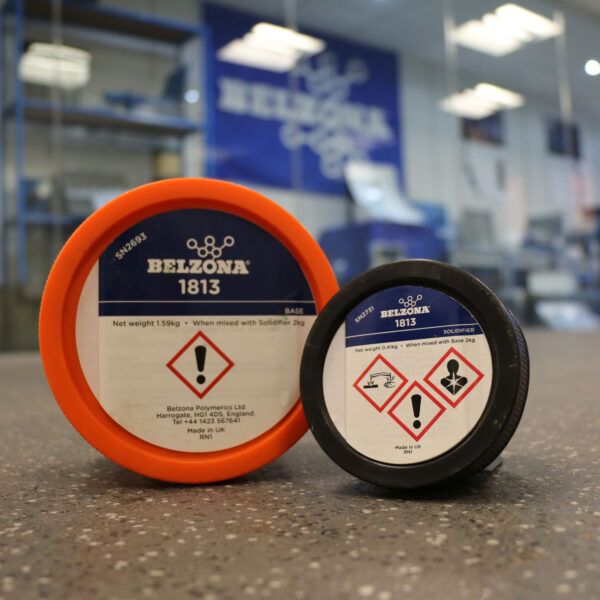 BELZONA
SN2693
BELZONA®
1813
BASE
Net weight 1.59kg • When mixed with Solidifier 2kg
Belzona Polymerics Ltd
Harrogate, HG1 4DS, England.
Tel +44 1423 567641
Made in UK
RN1
SN2731
BELZONA®
1813
SOLIDIFIER
Net weight 0.41kg • When mixed with Base 2kg
Made in UK
RN1